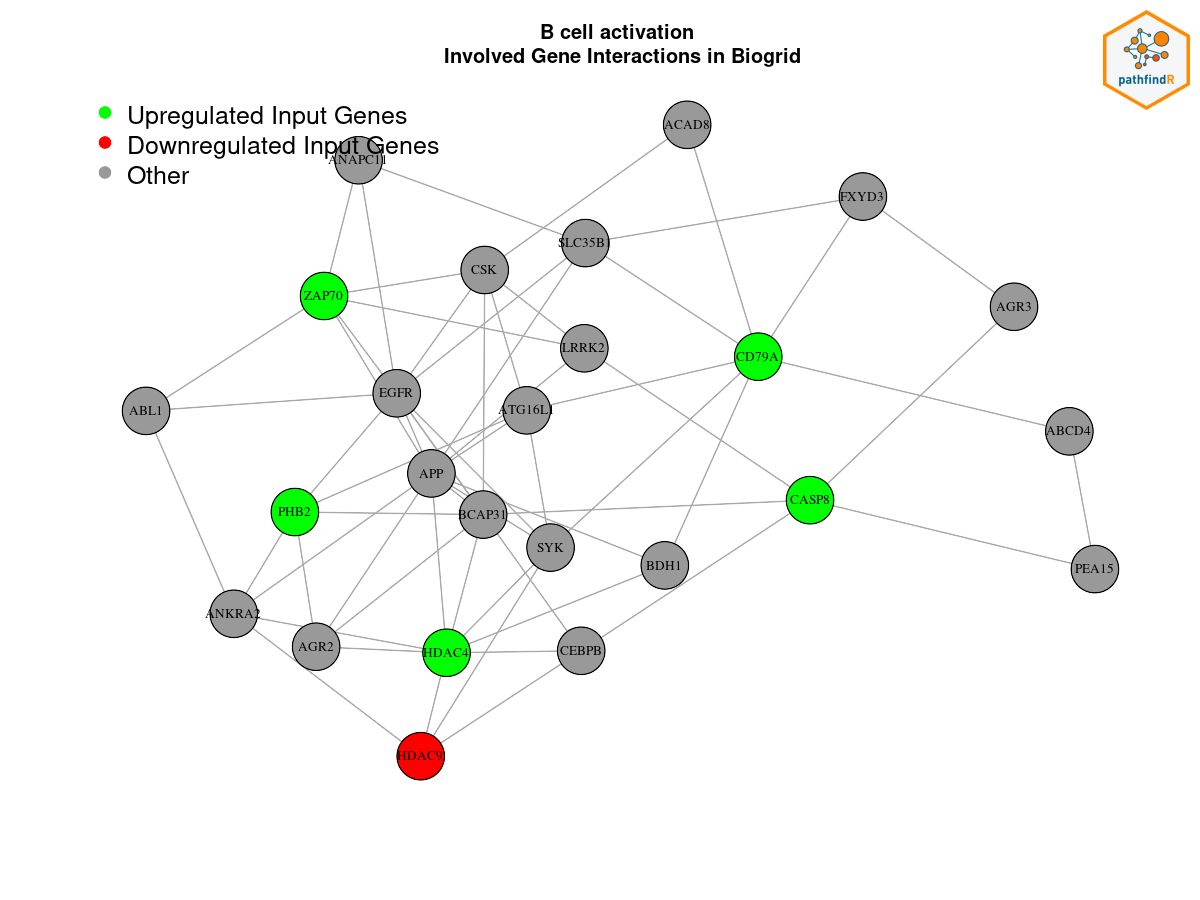 B cell activation
Involved Gene Interactions in Biogrid
pathfindR
Upregulated Input Genes
Downregulated Input Genes
Other
ACAD8
ANAPC11
FXYD3
SLC35B1
CSK
ZAP70
AGR3
LRRK2
CD79A
EGFR
ABL1
ATG16L1
ABCD4
APP
CASP8
PHB2
BCAP31
SYK
BDH1
PEA15
ANKRA2
AGR2
HDAC4
CEBPB
HDAC9